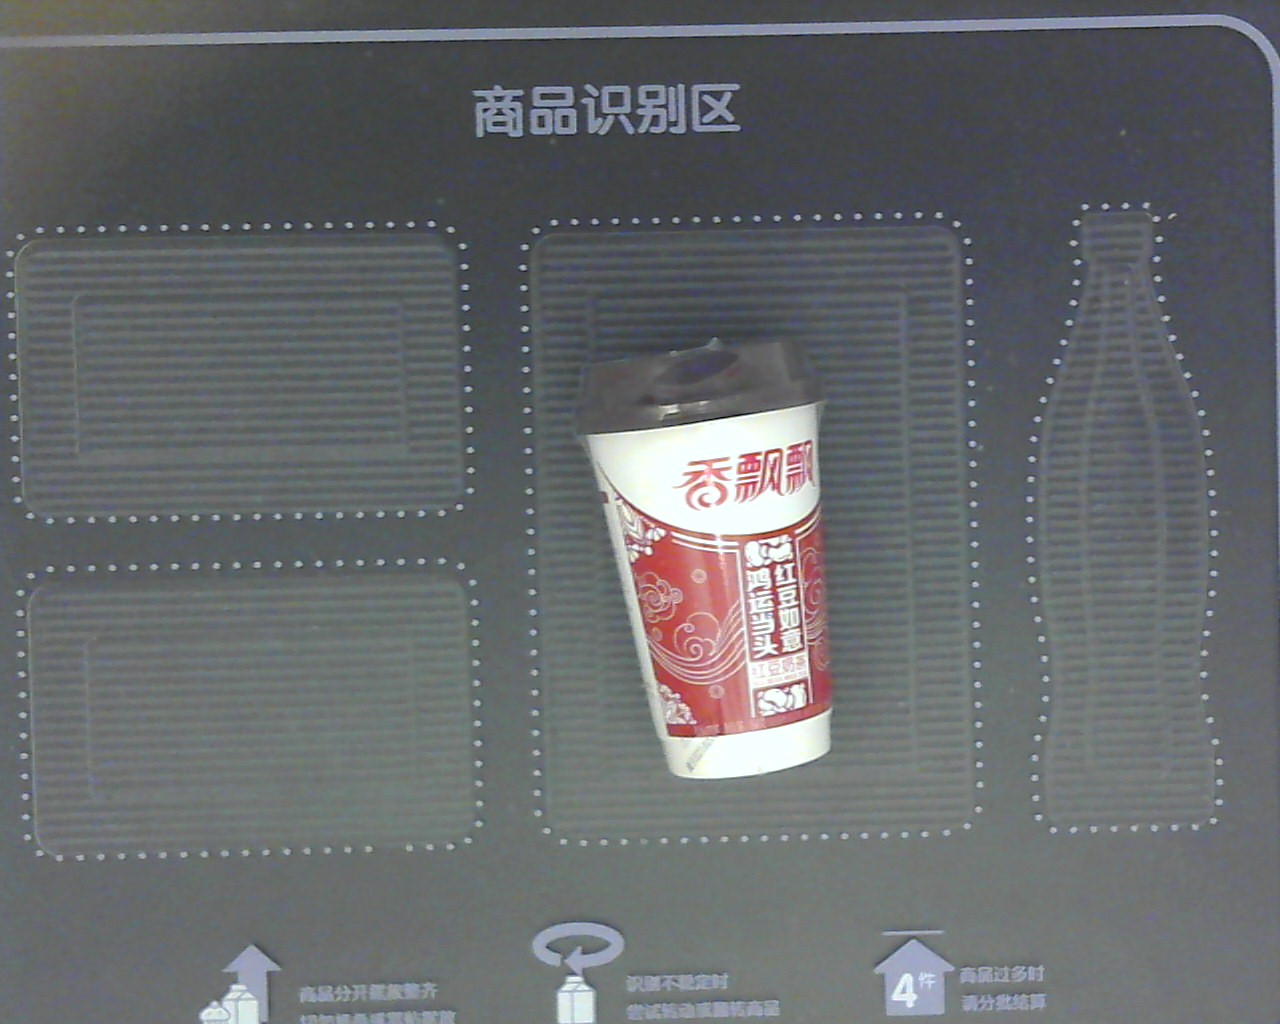 商品识别区
香飘飘
红豆如意
鸿运当头
红豆奶茶
商品分开摆放整齐
识别不稳定时
尝试转动或翻转商品
4件
商品过多时
请分批结算